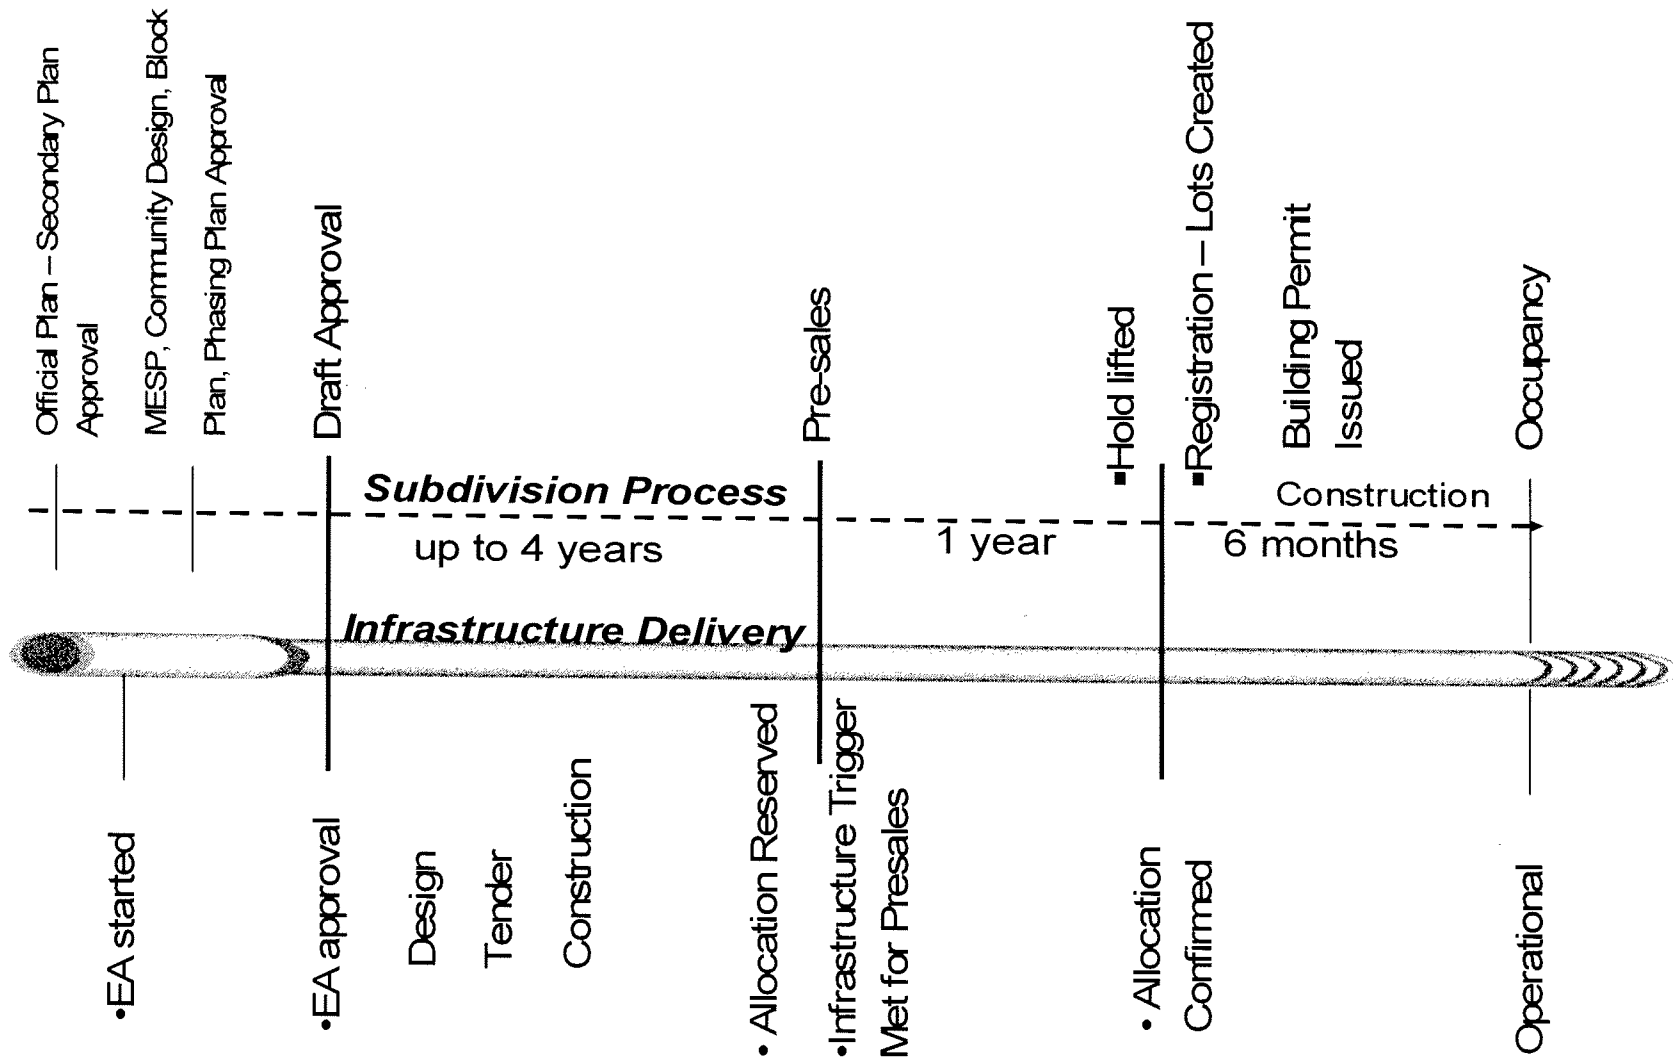 Official Plan – Secondary Plan
Approval
MESP, Community Design, Block
Plan, Phasing Plan Approval
Draft Approval
Pre-sales
▪Hold lifted
▪Registration – Lots Created
Building Permit
Issued
Occupancy
Subdivision Process
Construction
up to 4 years
1 year
6 months
Infrastructure Delivery
•EA started
•EA approval
Design
Tender
Construction
• Allocation Reserved
•Infrastructure Trigger
Met for Presales
• Allocation
Confirmed
Operational